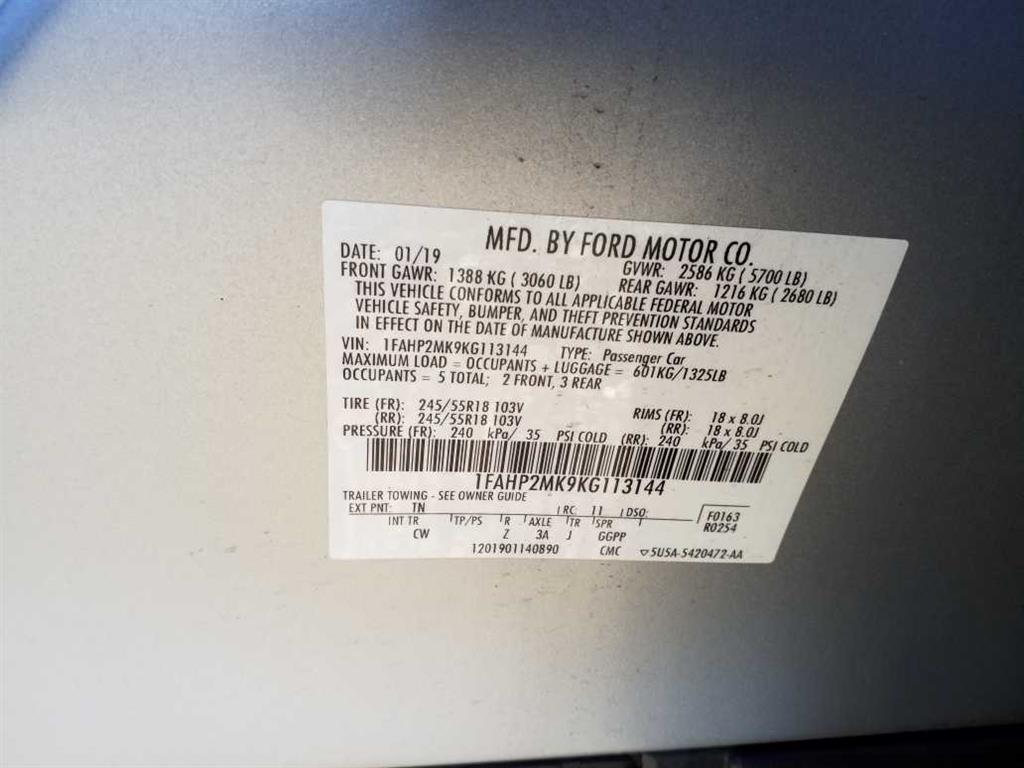 MFD. BY FORD MOTOR CO.
DATE: 01/19 GVWR: 2586 KG ( 5700 LB)
FRONT GAWR: 1388 KG ( 3060 LB) REAR GAWR: 1216 KG ( 2680 LB)
THIS VEHICLE CONFORMS TO ALL APPLICABLE FEDERAL MOTOR
VEHICLE SAFETY, BUMPER, AND THEFT PREVENTION STANDARDS
IN EFFECT ON THE DATE OF MANUFACTURE SHOWN ABOVE.
VIN: 1FAHP2MK9KG113144 TYPE: Passenger Car
MAXIMUM LOAD = OCCUPANTS + LUGGAGE = 601KG/1325LB
OCCUPANTS = 5 TOTAL; 2 FRONT, 3 REAR
TIRE (FR): 245/55R18 103V RIMS (FR): 18 x 8.0J
(RR): 245/55R18 103V (RR): 18 x 8.0J
PRESSURE (FR): 240 kPa/ 35 PSI COLD (RR): 240 kPa/ 35 PSI COLD
1FAHP2MK9KG113144
TRAILER TOWING - SEE OWNER GUIDE
EXT PNT: TN RC: 11 DSO: F0163
INT TR TP/PS R AXLE TR SPR R0254
CW Z 3A J GGPP
1201901140890 CMC ▽5U5A-5420472-AA